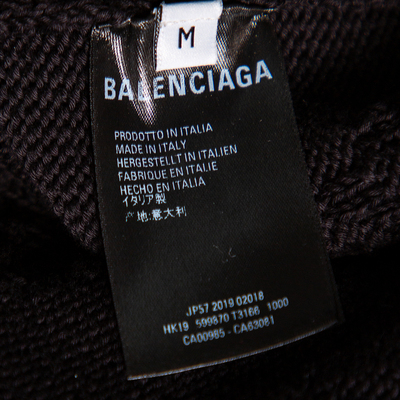 M
BALENCIAGA
PRODOTTO IN ITALIA
MADE IN ITALY
HERGESTELLT IN ITALIEN
FABRIQUE EN ITALIE
HECHO EN ITALIA
イタリア製
产地:意大利
JP57 2019 02018
HK19 599870 T3166 1000
CA00965 - CA63081